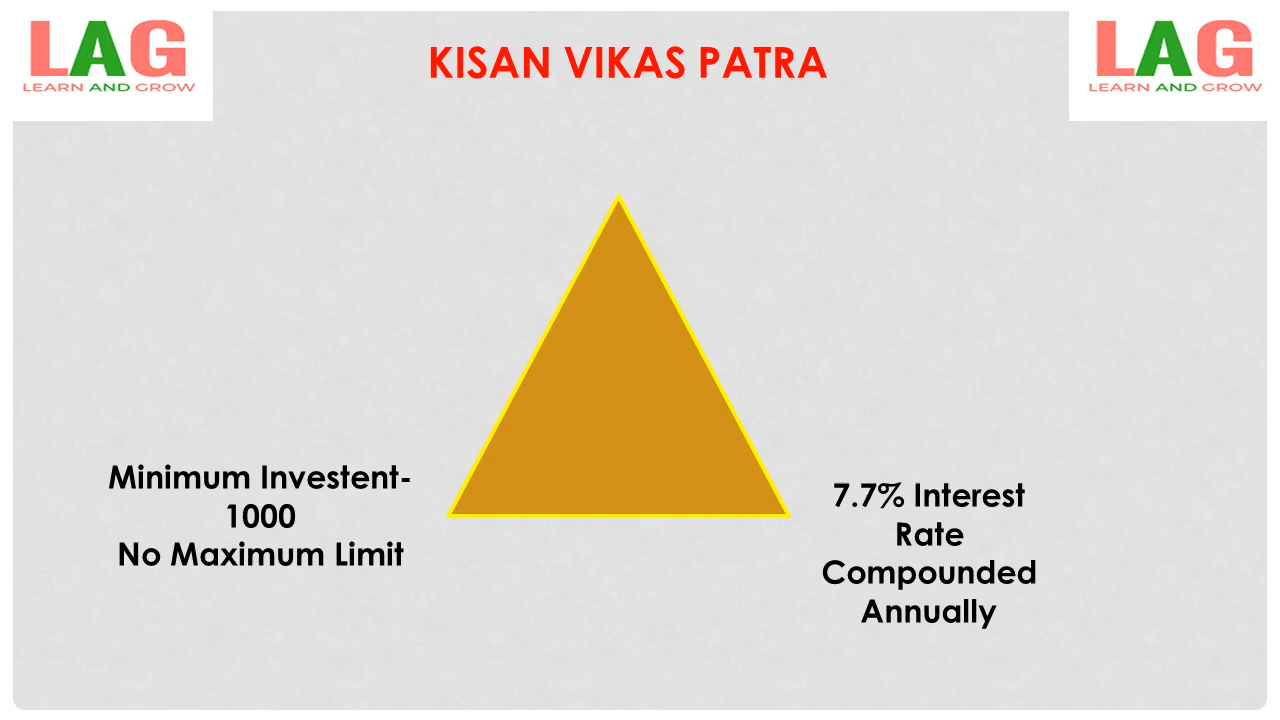 LAG
LEARN AND GROW
KISAN VIKAS PATRA
LAG
LEARN AND GROW
Minimum Investent-
1000
No Maximum Limit
7.7% Interest
Rate
Compounded
Annually